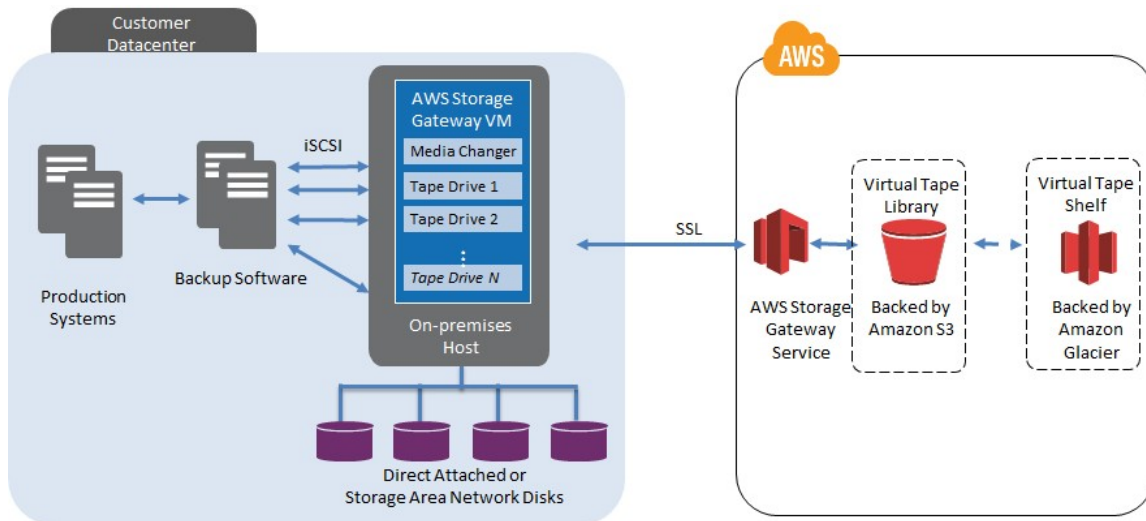 Customer
Datacenter
AWS
AWS Storage
Gateway VM
Media Changer
Tape Drive 1
Tape Drive 2
Tape Drive N
iSCSI
Backup Software
Production
Systems
On-premises
Host
Direct Attached or
Storage Area Network Disks
SSL
AWS Storage
Gateway
Service
Virtual Tape
Library
Backed by
Amazon S3
Virtual Tape
Shelf
Backed by
Amazon
Glacier